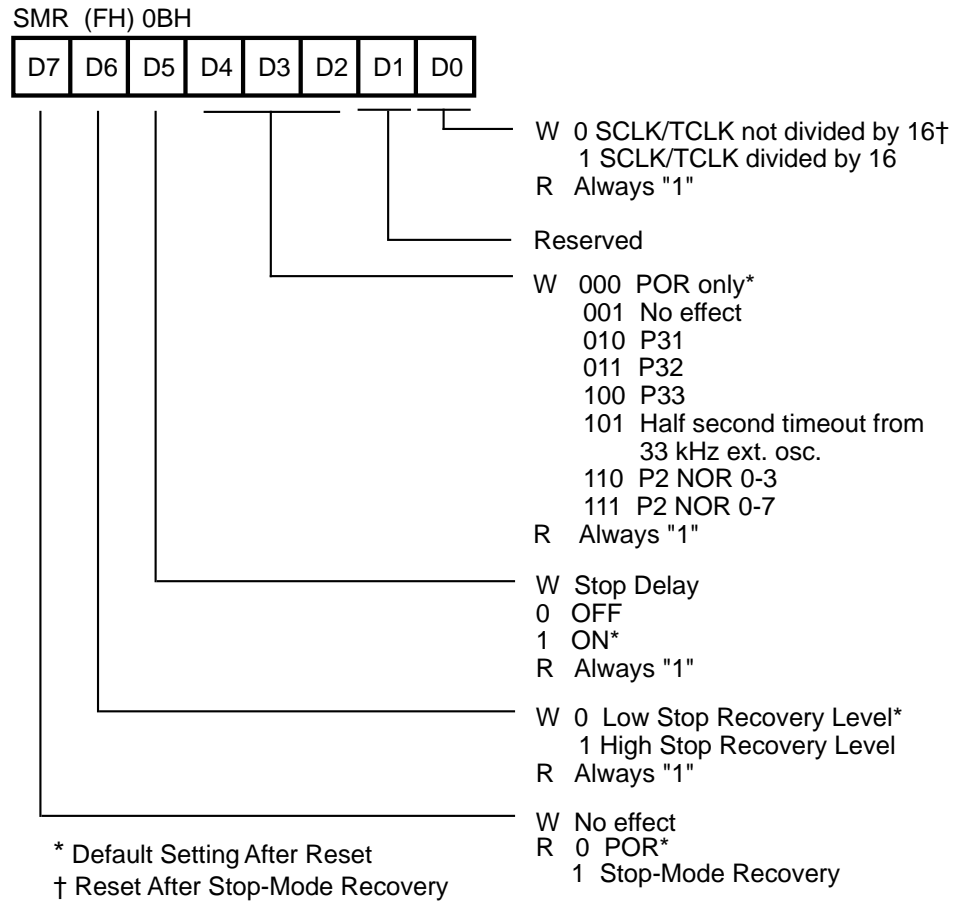 SMR (FH) 0BH
D7 D6 D5 D4 D3 D2 D1 D0
W 0 SCLK/TCLK not divided by 16†
1 SCLK/TCLK divided by 16
R Always "1"
Reserved
W 000 POR only*
001 No effect
010 P31
011 P32
100 P33
101 Half second timeout from
33 kHz ext. osc.
110 P2 NOR 0-3
111 P2 NOR 0-7
R Always "1"
W Stop Delay
0 OFF
1 ON*
R Always "1"
W 0 Low Stop Recovery Level*
1 High Stop Recovery Level
R Always "1"
W No effect
R 0 POR*
1 Stop-Mode Recovery
* Default Setting After Reset
† Reset After Stop-Mode Recovery